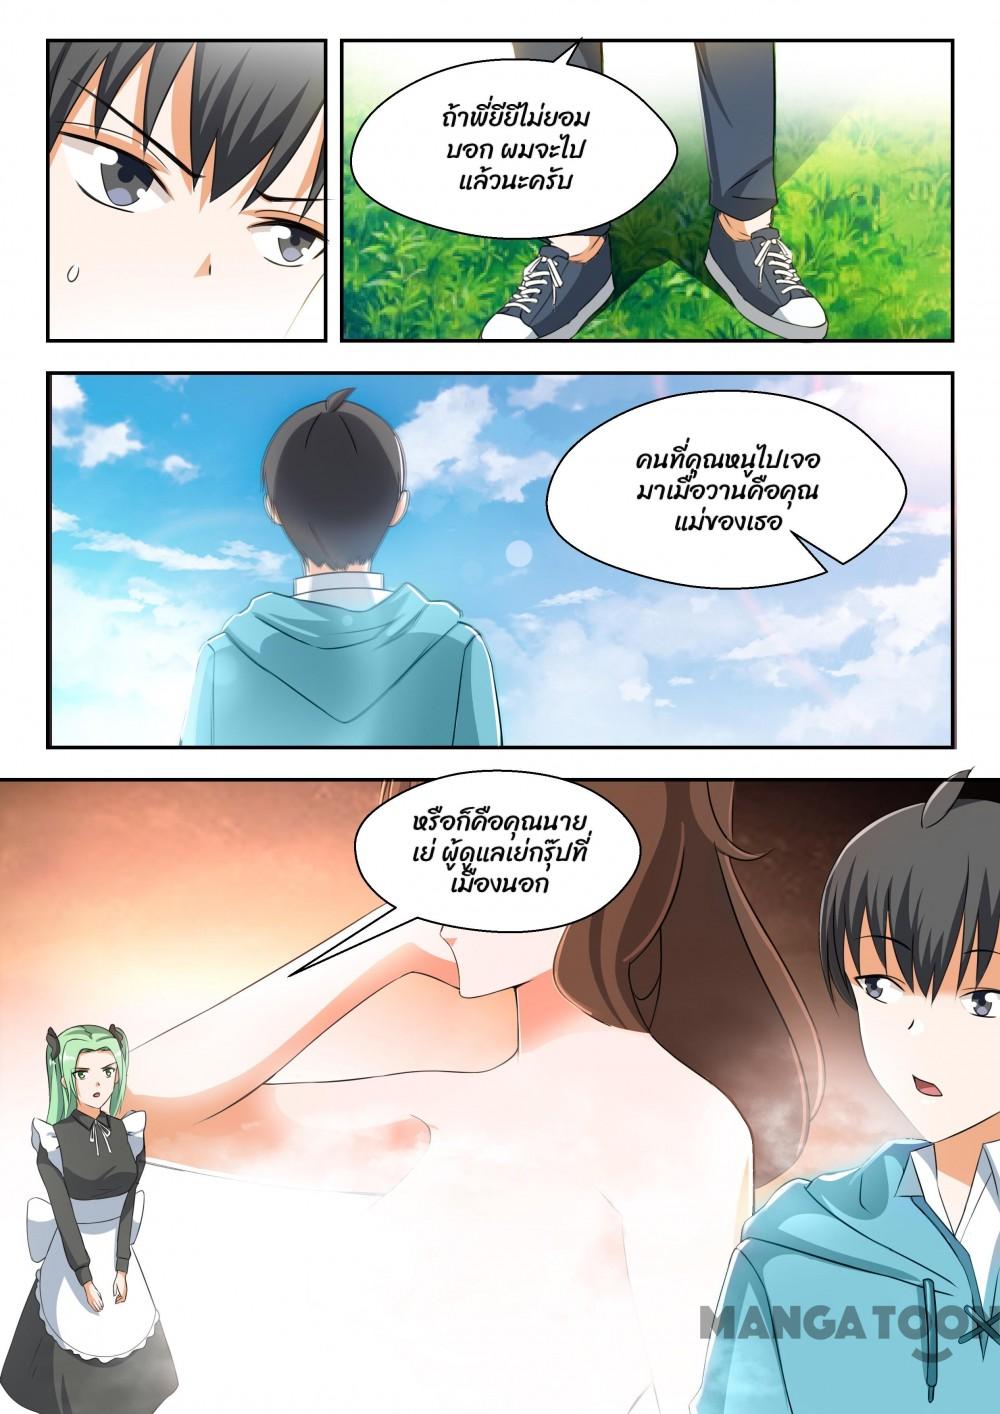 ถ้าพี่ยียีไม่ยอม
บอก ผมจะไป
แล้วนะครับ
คนที่คุณหนูไปเจอ
มาเมื่อวานคือคุณ
แม่ของเธอ
หรือก็คือคุณนาย
เย่ ผู้ดูแลเย่กรุ๊ปที่
เมืองนอก
MANGATOON